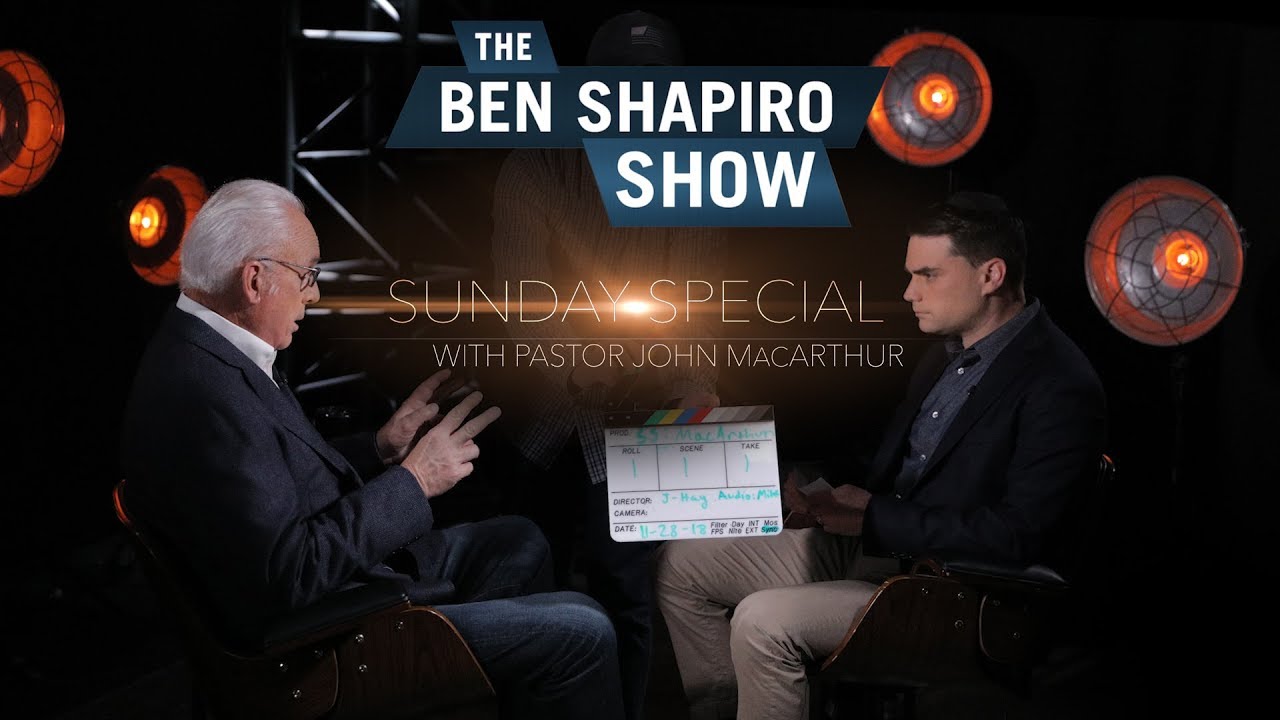 THE
BEN SHAPIRO
SHOW
SUNDAY SPECIAL
WITH PASTOR JOHN MACARTHUR
PROD. SS. MacArthur
ROLL SCENE TAKE
1 1 1
DIRECTOR: J-Hay Audio: Mike
CAMERA:
DATE: 11-28-18 Filter Day INT Mos
FPS Nite EXT Sync